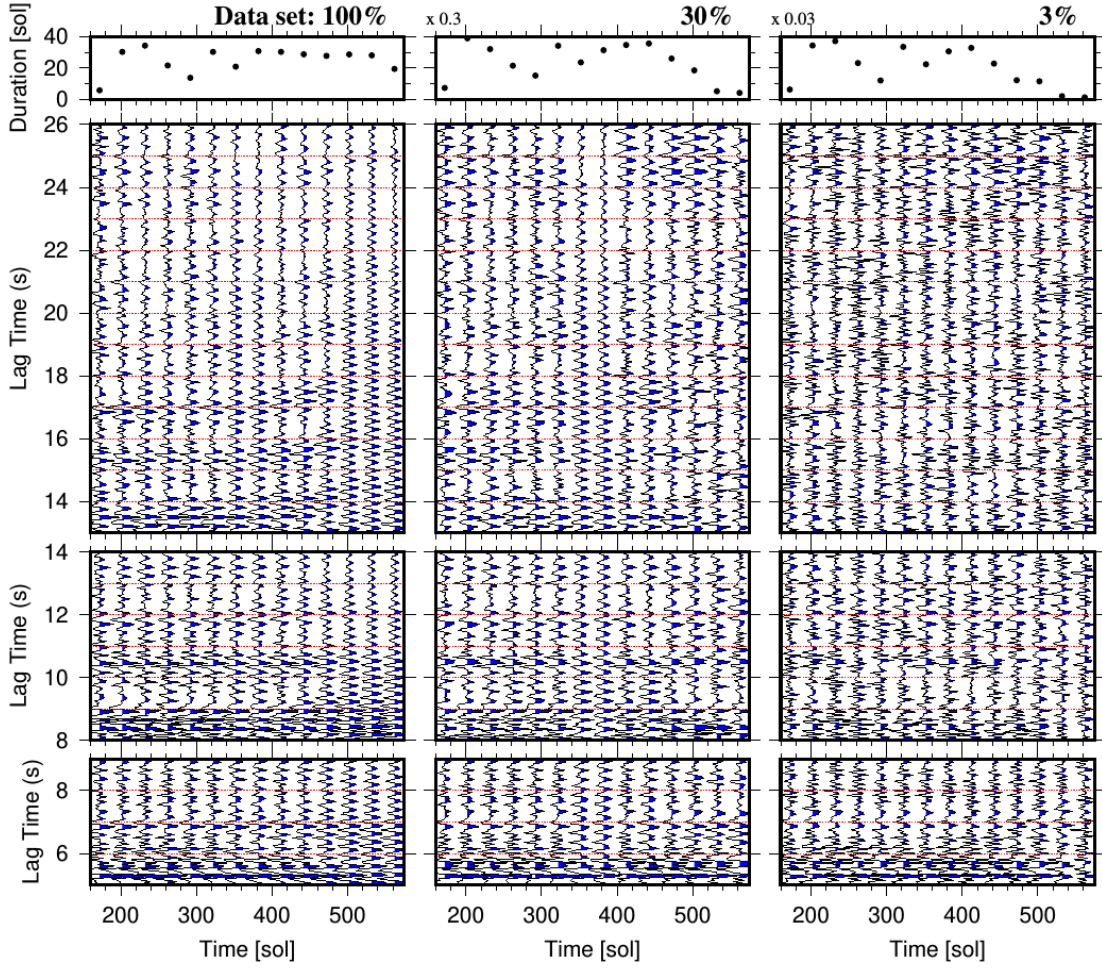 Data set: 100%
x 0.3
30%
x 0.03
3%
Duration [sol]
40
20
0
Lag Time (s)
26
24
22
20
18
16
14
Lag Time (s)
14
12
10
8
Lag Time (s)
8
6
200 300 400 500
200 300 400 500
200 300 400 500
Time [sol]
Time [sol]
Time [sol]